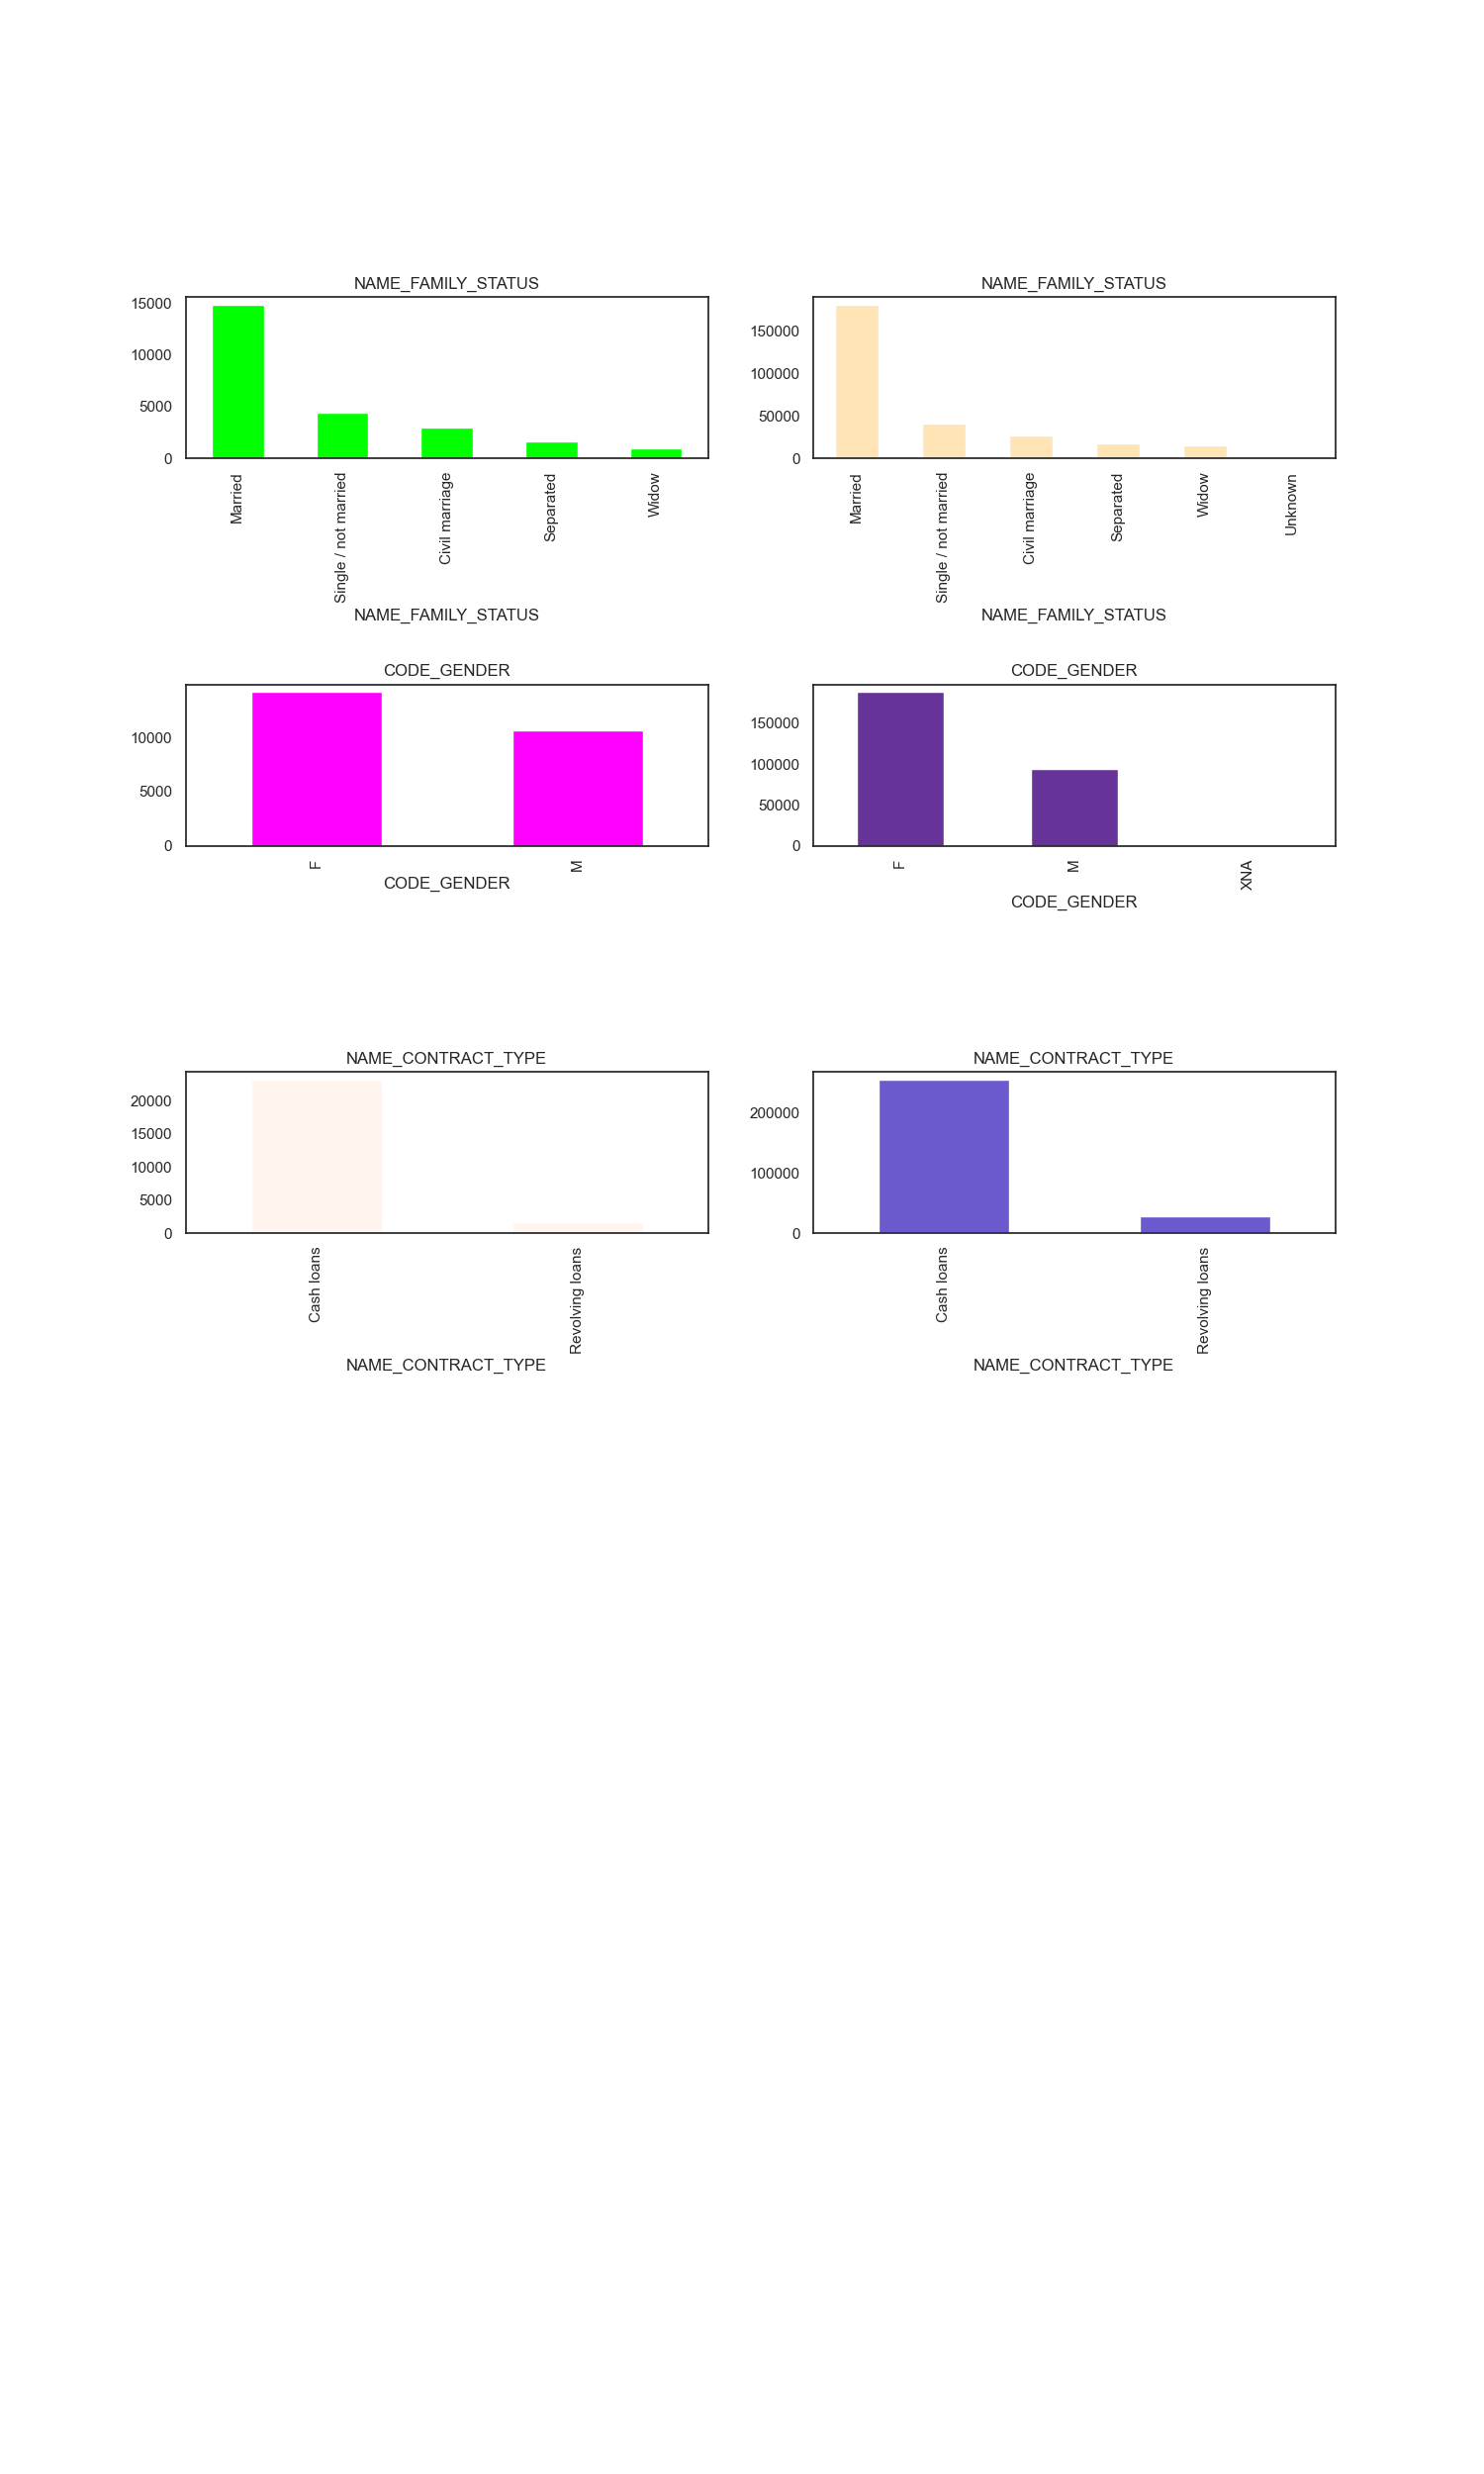 NAME_FAMILY_STATUS
15000
10000
5000
0
Married
Single / not married
Civil marriage
Separated
Widow
NAME_FAMILY_STATUS
NAME_FAMILY_STATUS
150000
100000
50000
0
Married
Single / not married
Civil marriage
Separated
Widow
Unknown
NAME_FAMILY_STATUS
CODE_GENDER
10000
5000
0
F
M
CODE_GENDER
CODE_GENDER
150000
100000
50000
0
F
M
XNA
CODE_GENDER
NAME_CONTRACT_TYPE
20000
15000
10000
5000
0
Cash loans
Revolving loans
NAME_CONTRACT_TYPE
NAME_CONTRACT_TYPE
200000
100000
0
Cash loans
Revolving loans
NAME_CONTRACT_TYPE